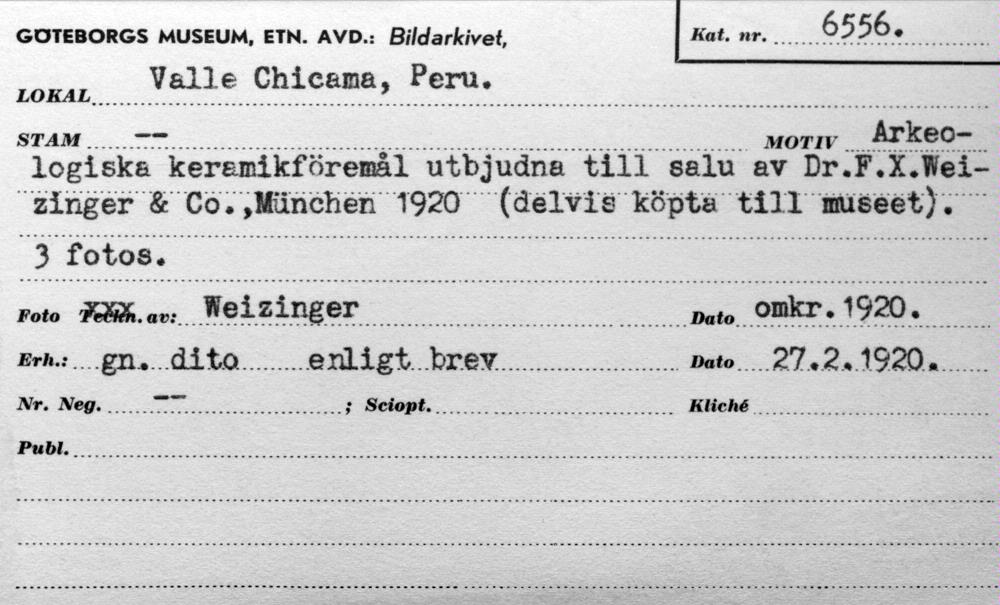 GÖTEBORGS MUSEUM, ETN. AVD.: Bildarkivet,
Kat. nr. 6556.
LOKAL Valle Chicama, Peru.
STAM -- MOTIV Arkeo-
logiska keramikföremål utbjudna till salu av Dr.F.X.Wei-
zinger & Co.,München 1920 (delvis köpta till museet).
3 fotos.
Foto Teckn. av: Weizinger Dato omkr.1920.
Erh.: gn. dito enligt brev Dato 27.2.1920.
Nr. Neg. -- ; Sciopt. Kliché
Publ.